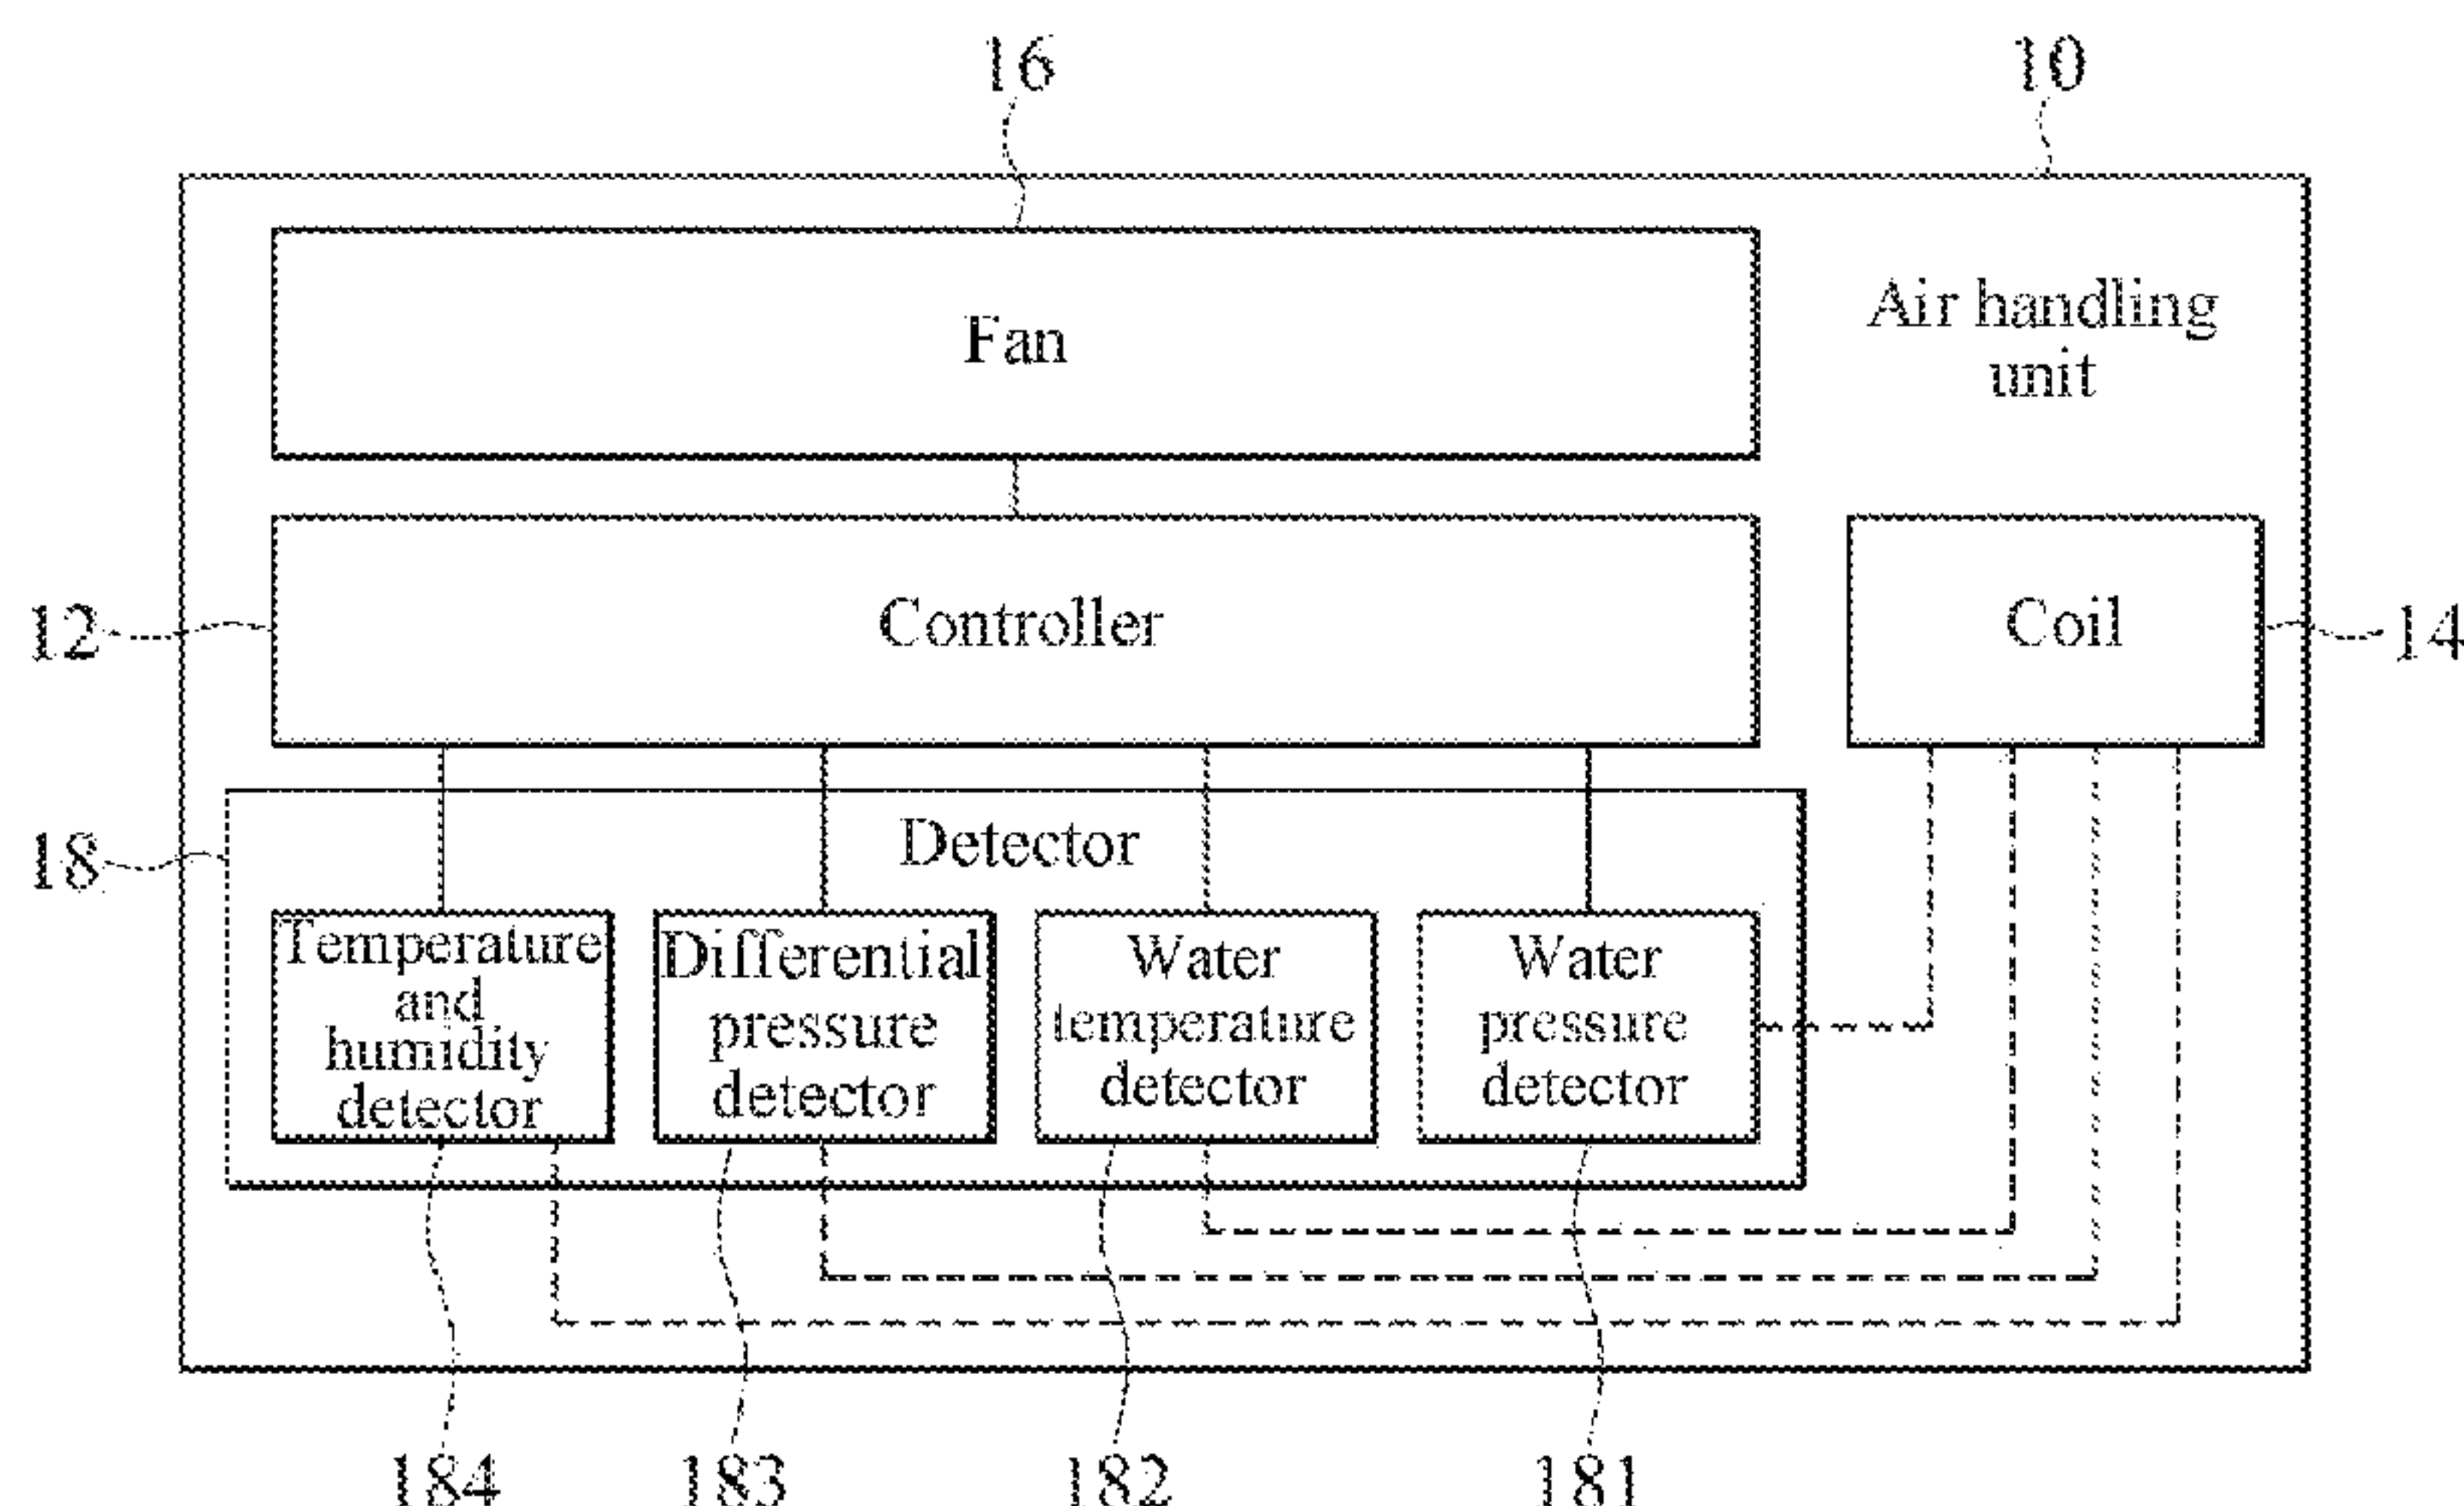 16
10
Fan
Air handling
unit
12
Controller
Coil
14
18
Detector
Temperature
and
humidity
detector
Differential
pressure
detector
Water
temperature
detector
Water
pressure
detector
184
183
182
181